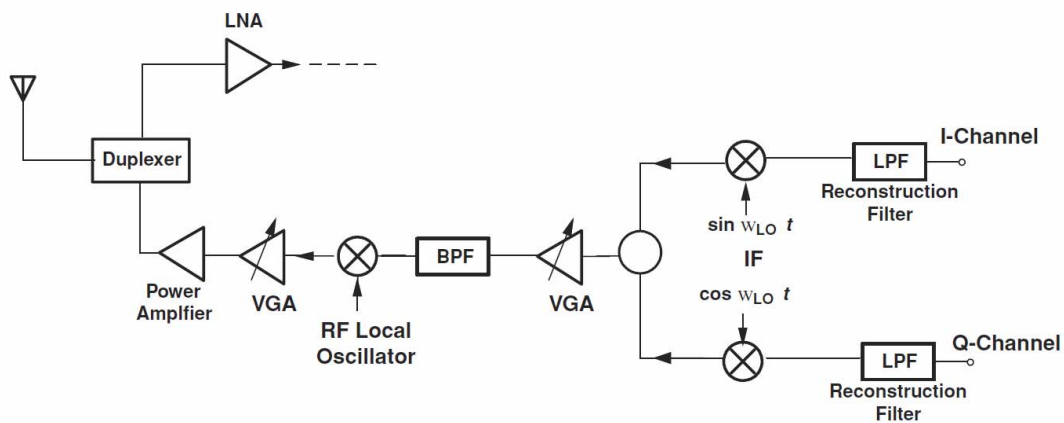 LNA
Duplexer
Power
Amplfier
VGA
RF Local
Oscillator
BPF
VGA
I-Channel
LPF
Reconstruction
Filter
sin wLO t
IF
cos wLO t
Q-Channel
LPF
Reconstruction
Filter